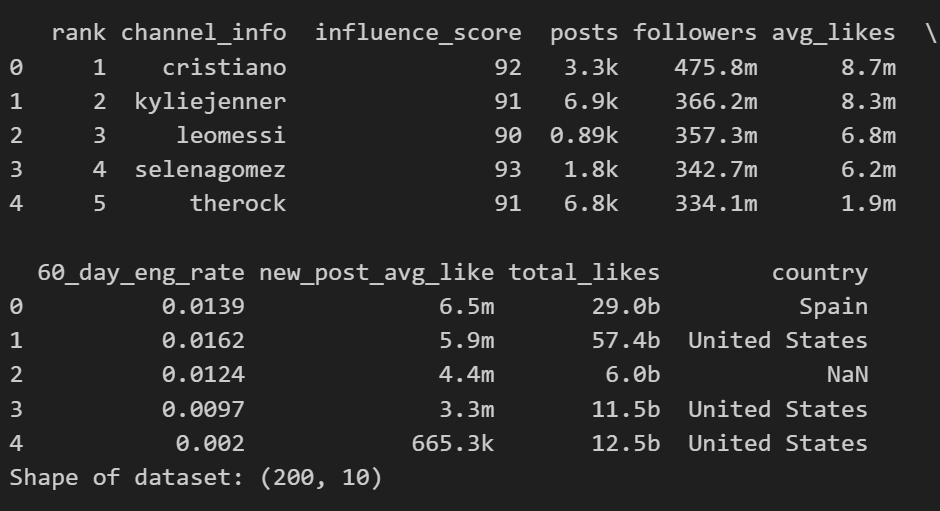 rank channel_info influence_score posts followers avg_likes \
0 1 cristiano 92 3.3k 475.8m 8.7m
1 2 kyliejenner 91 6.9k 366.2m 8.3m
2 3 leomessi 90 0.89k 357.3m 6.8m
3 4 selenagomez 93 1.8k 342.7m 6.2m
4 5 therock 91 6.8k 334.1m 1.9m
60_day_eng_rate new_post_avg_like total_likes country
0 0.0139 6.5m 29.0b Spain
1 0.0162 5.9m 57.4b United States
2 0.0124 4.4m 6.0b NaN
3 0.0097 3.3m 11.5b United States
4 0.002 665.3k 12.5b United States
Shape of dataset: (200, 10)